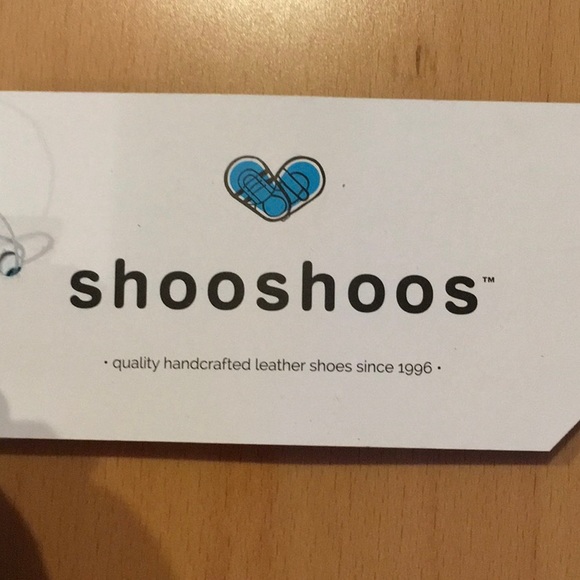 shooshoos™
• quality handcrafted leather shoes since 1996 •